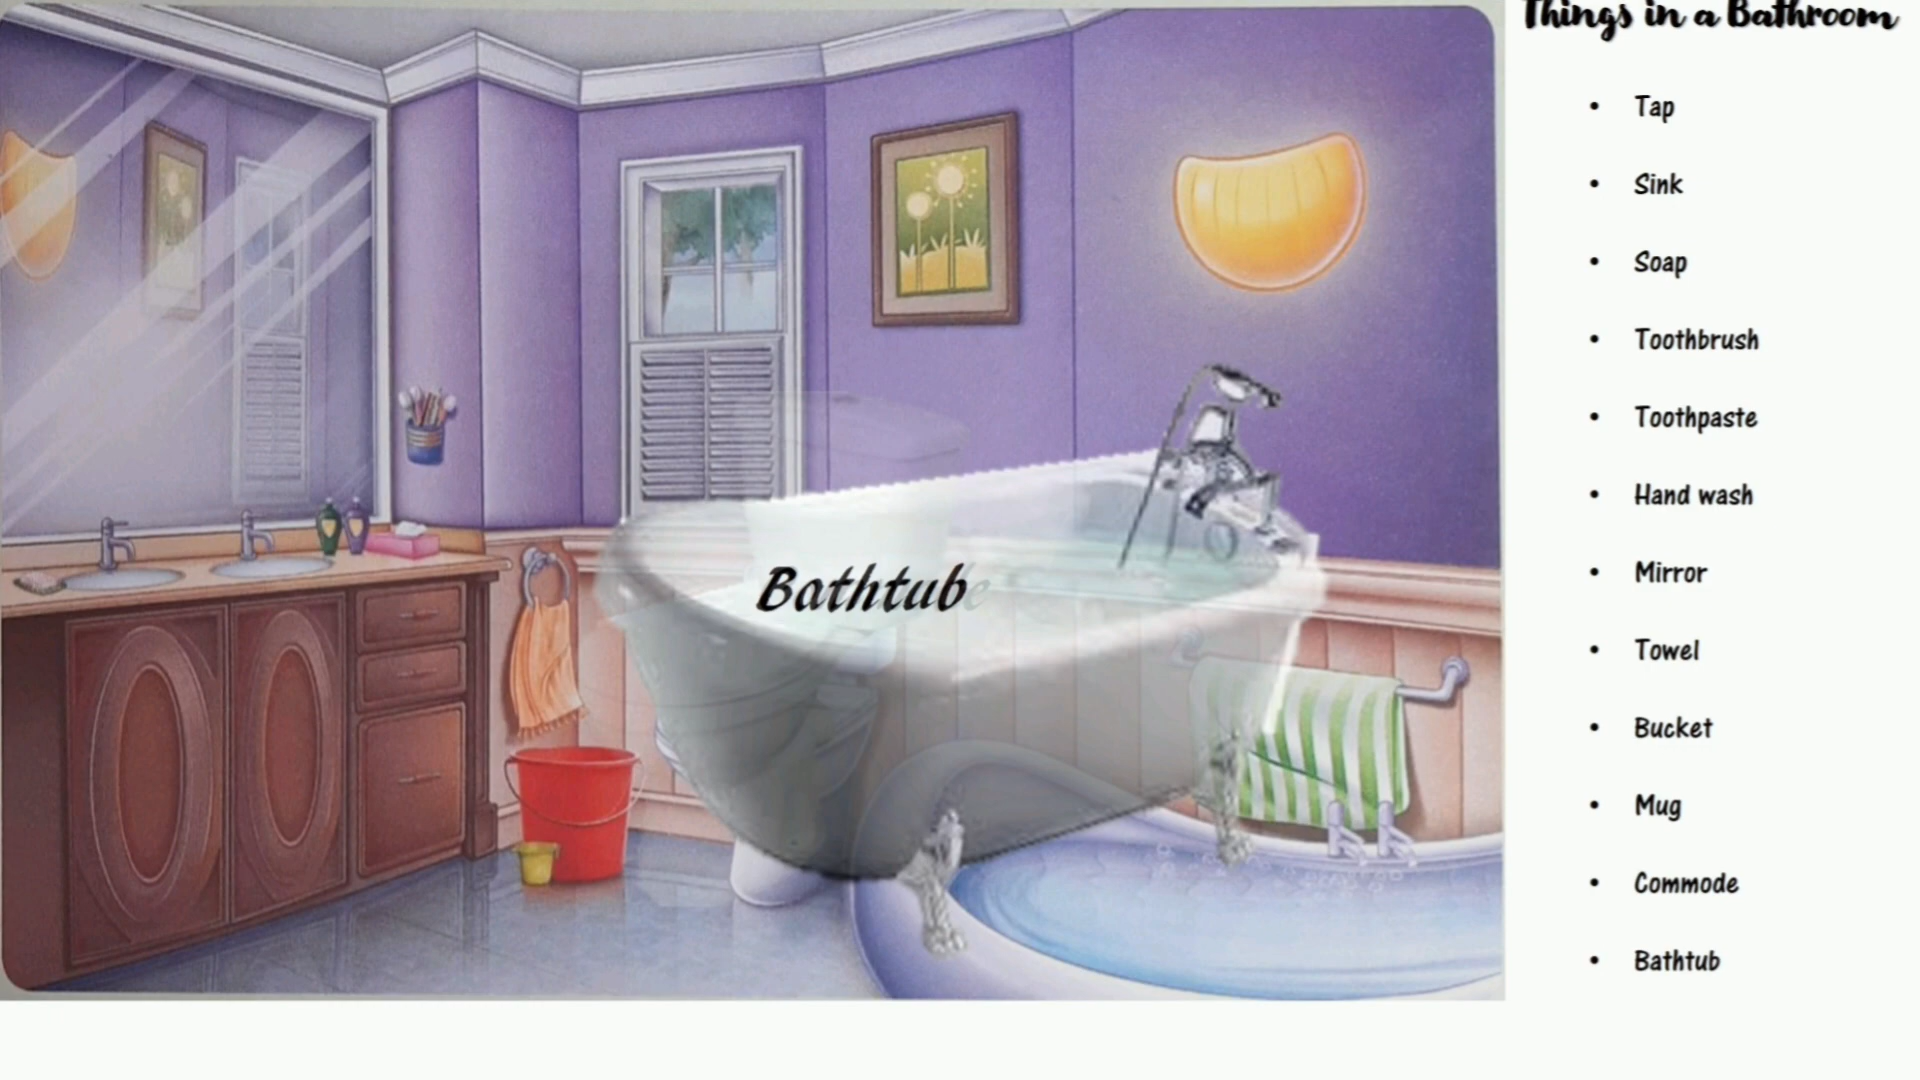 Things in a Bathroom
• Tap
• Sink
• Soap
• Toothbrush
• Toothpaste
• Hand wash
• Mirror
• Towel
• Bucket
• Mug
• Commode
• Bathtub
Bathtub